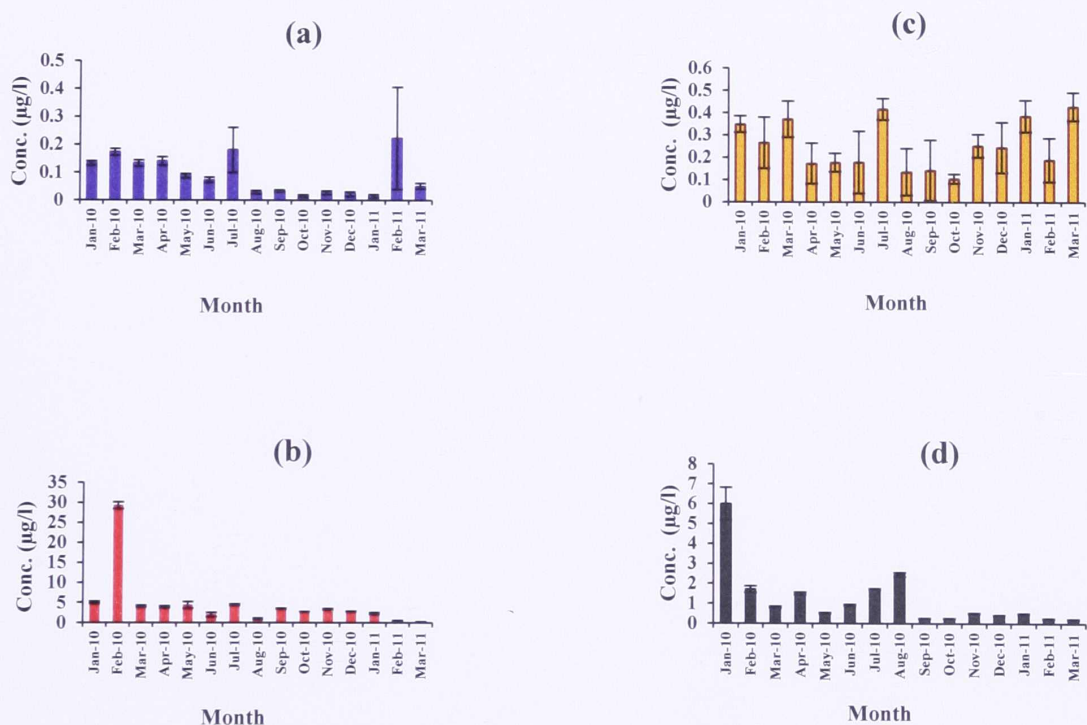 (a)
Conc. (µg/l)
0.5
0.4
0.3
0.2
0.1
0
Jan-10
Feb-10
Mar-10
Apr-10
May-10
Jun-10
Jul-10
Aug-10
Sep-10
Oct-10
Nov-10
Dec-10
Jan-11
Feb-11
Mar-11
Month
(c)
Conc. (µg/l)
0.6
0.5
0.4
0.3
0.2
0.1
0
Jan-10
Feb-10
Mar-10
Apr-10
May-10
Jun-10
Jul-10
Aug-10
Sep-10
Oct-10
Nov-10
Dec-10
Jan-11
Feb-11
Mar-11
Month
(b)
Conc. (µg/l)
35
30
25
20
15
10
5
0
Jan-10
Feb-10
Mar-10
Apr-10
May-10
Jun-10
Jul-10
Aug-10
Sep-10
Oct-10
Nov-10
Dec-10
Jan-11
Feb-11
Mar-11
Month
(d)
Conc. (µg/l)
8
7
6
5
4
3
2
1
0
Jan-10
Feb-10
Mar-10
Apr-10
May-10
Jun-10
Jul-10
Aug-10
Sep-10
Oct-10
Nov-10
Dec-10
Jan-11
Feb-11
Mar-11
Month